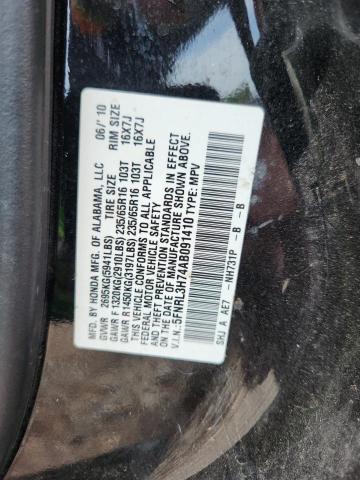 MFD. BY HONDA MFG. OF ALABAMA, LLC 06/'10
GVWR 2695KG(5941LBS) TIRE SIZE RIM SIZE
GAWR F 1320KG(2910LBS) 235/65R16 103T 16X7J
GAWR R 1450KG(3197LBS) 235/65R16 103T 16X7J
THIS VEHICLE CONFORMS TO ALL APPLICABLE
FEDERAL MOTOR VEHICLE SAFETY
AND THEFT PREVENTION STANDARDS IN EFFECT
ON THE DATE OF MANUFACTURE SHOWN ABOVE.
V.I.N.: 5FNRL3H74AB091410 TYPE: MPV
SHJ A AE7 -NH731P -B -B